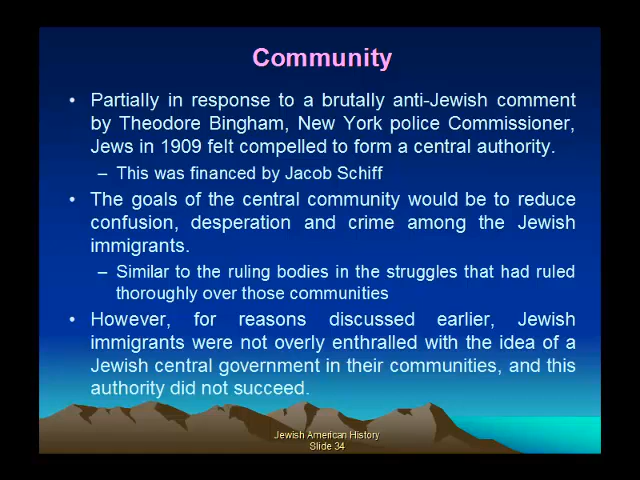 Community
• Partially in response to a brutally anti-Jewish comment
by Theodore Bingham, New York police Commissioner,
Jews in 1909 felt compelled to form a central authority.
– This was financed by Jacob Schiff
• The goals of the central community would be to reduce
confusion, desperation and crime among the Jewish
immigrants.
– Similar to the ruling bodies in the struggles that had ruled
thoroughly over those communities
• However, for reasons discussed earlier, Jewish
immigrants were not overly enthralled with the idea of a
Jewish central government in their communities, and this
authority did not succeed.
Jewish American History
Slide 34